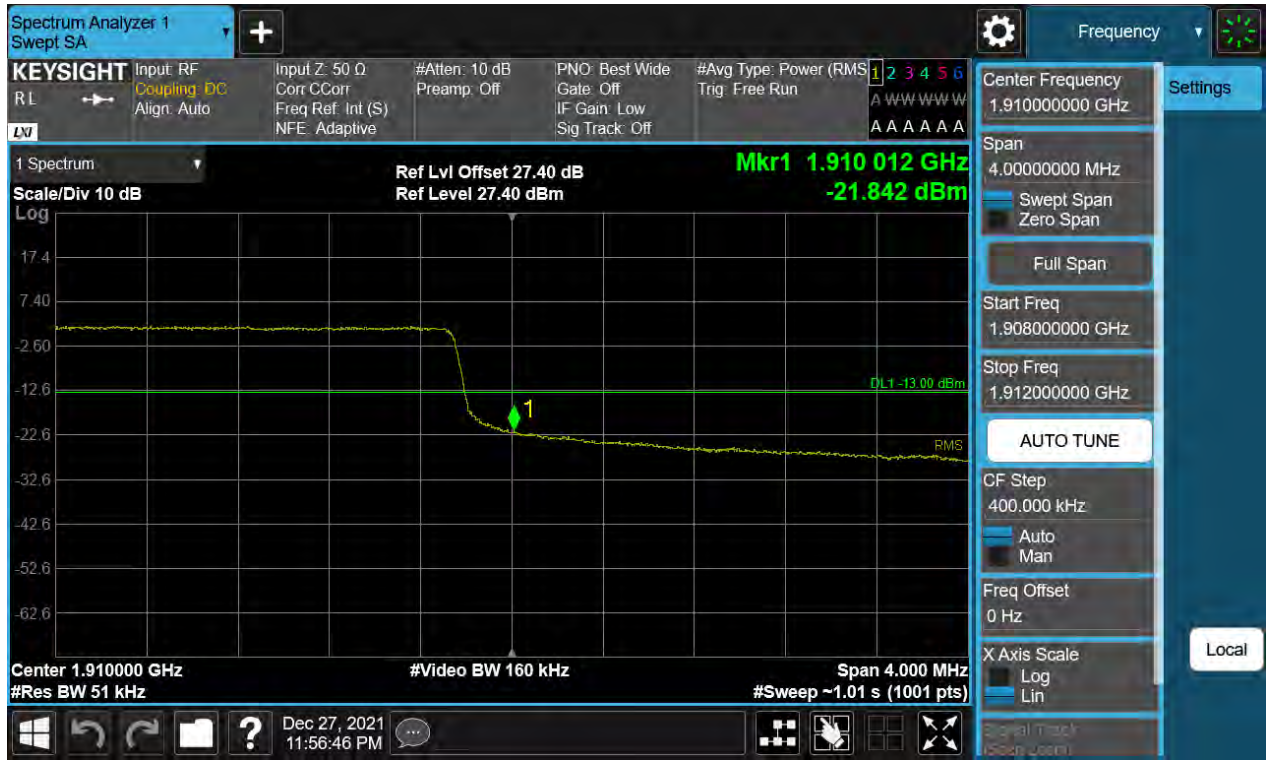 Spectrum Analyzer 1
Swept SA
+
Frequency
KEYSIGHT
RL
LXI
Input: RF
Coupling: DC
Align: Auto
Input Z: 50 Ω
Corr CCorr
Freq Ref: Int (S)
NFE: Adaptive
#Atten: 10 dB
Preamp: Off
PNO: Best Wide
Gate: Off
IF Gain: Low
Sig Track: Off
#Avg Type: Power (RMS
Trig: Free Run
1 2 3 4 5 6
A W W W W W
A A A A A A
1 Spectrum
Scale/Div 10 dB
Ref Lvl Offset 27.40 dB
Ref Level 27.40 dBm
Mkr1 1.910 012 GHz
-21.842 dBm
Log
17.4
7.40
-2.60
-12.6
-22.6
-32.6
-42.6
-52.6
-62.6
DL1 -13.00 dBm
1
RMS
Center 1.910000 GHz
#Video BW 160 kHz
Span 4.000 MHz
#Res BW 51 kHz
#Sweep ~1.01 s (1001 pts)
Center Frequency
1.910000000 GHz
Settings
Span
4.00000000 MHz
Swept Span
Zero Span
Full Span
Start Freq
1.908000000 GHz
Stop Freq
1.912000000 GHz
AUTO TUNE
CF Step
400.000 kHz
Auto
Man
Freq Offset
0 Hz
X Axis Scale
Log
Lin
Local
Signal Track
(Span Zoom)
?
Dec 27, 2021
11:56:46 PM